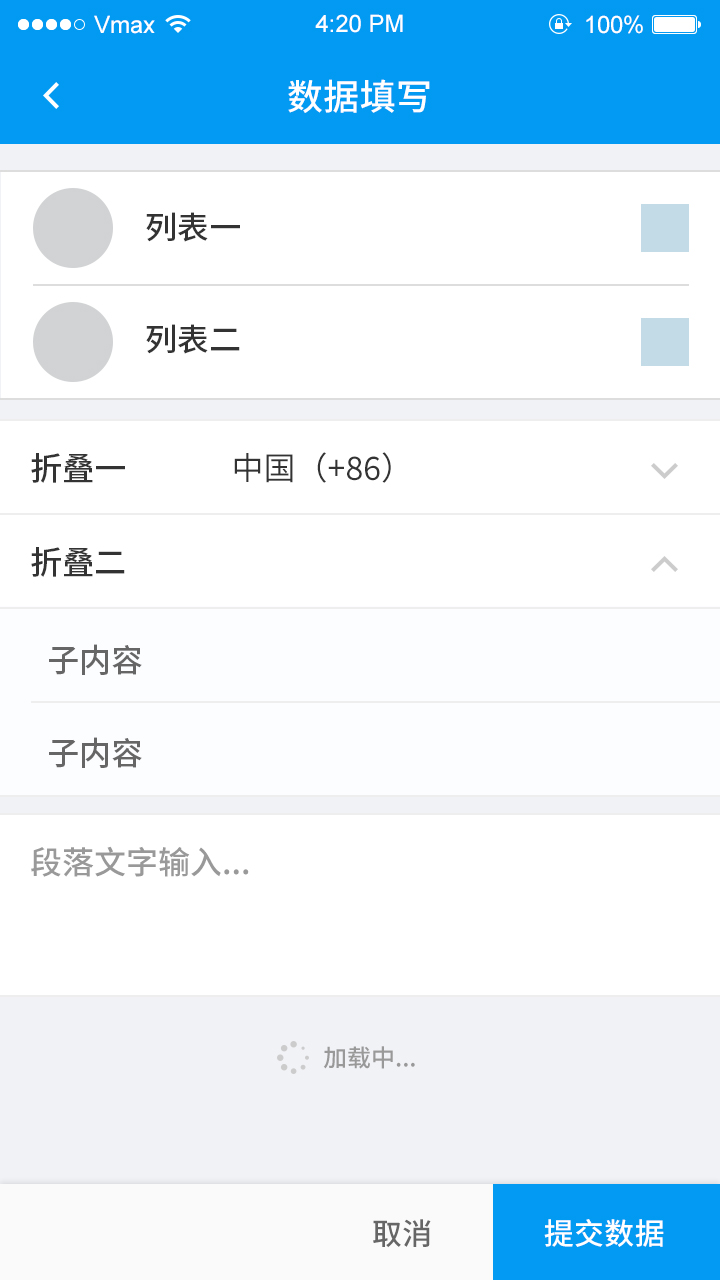 Vmax 4:20 PM 100%
数据填写
列表一
列表二
折叠一 中国（+86）
折叠二
子内容
子内容
段落文字输入...
加载中...
取消 提交数据